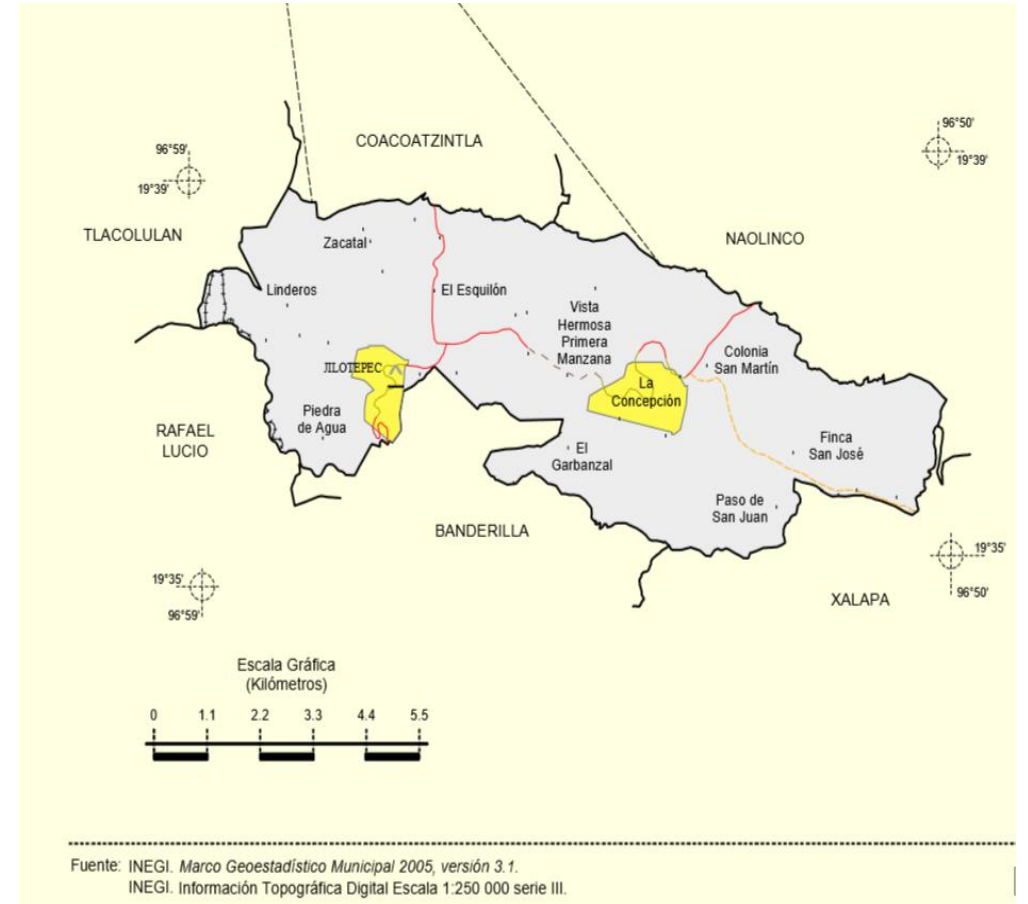 COACOATZINTLA
96°50'
19°39'
96°59'
19°39'
TLACOLULAN
NAOLINCO
Zacatal
Linderos
El Esquilón
Vista
Hermosa
Primera
Manzana
Colonia
San Martín
JILOTEPEC
La
Concepción
Piedra
de Agua
RAFAEL
LUCIO
El
Garbanzal
Finca
San José
Paso de
San Juan
BANDERILLA
19°35'
96°50'
19°35'
96°59'
XALAPA
Escala Gráfica
(Kilómetros)
0 1.1 2.2 3.3 4.4 5.5
Fuente: INEGI. Marco Geoestadístico Municipal 2005, versión 3.1.
INEGI. Información Topográfica Digital Escala 1:250 000 serie III.